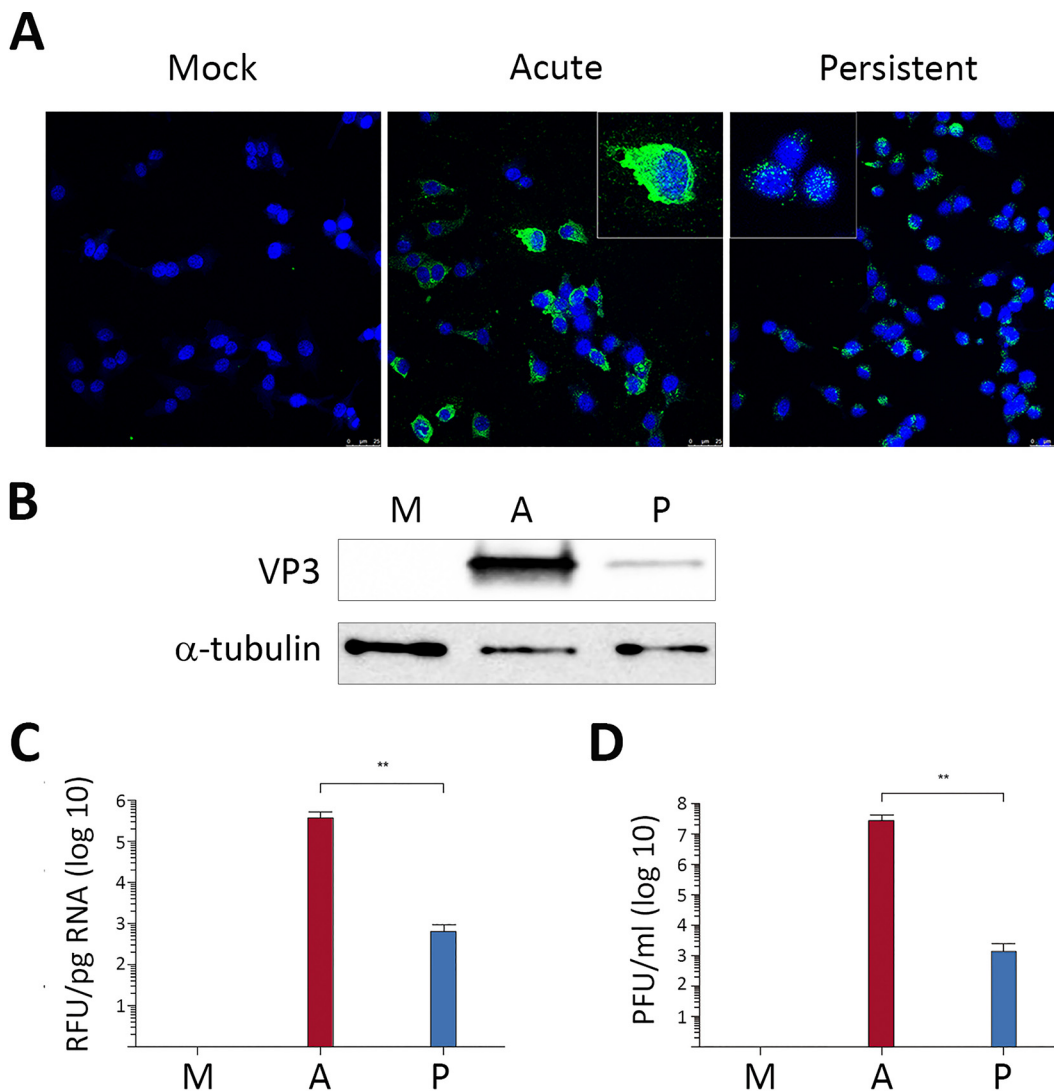 A
Mock Acute Persistent
0 µm 25
0 µm 25
0 µm 25
B
M A P
VP3
α-tubulin
C
RFU/pg RNA (log 10)
6
5
4
3
2
1
**
M A P
D
PFU/ml (log 10)
8
7
6
5
4
3
2
1
**
M A P